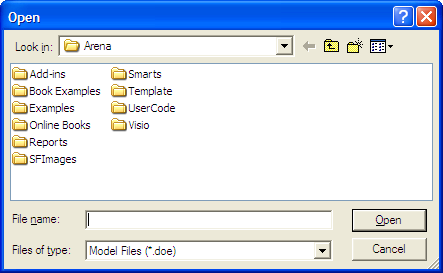 Open
Look in: Arena
Add-ins
Book Examples
Examples
Online Books
Reports
SFImages
Smarts
Template
UserCode
Visio
File name: Open
Files of type: Model Files (*.doe) Cancel